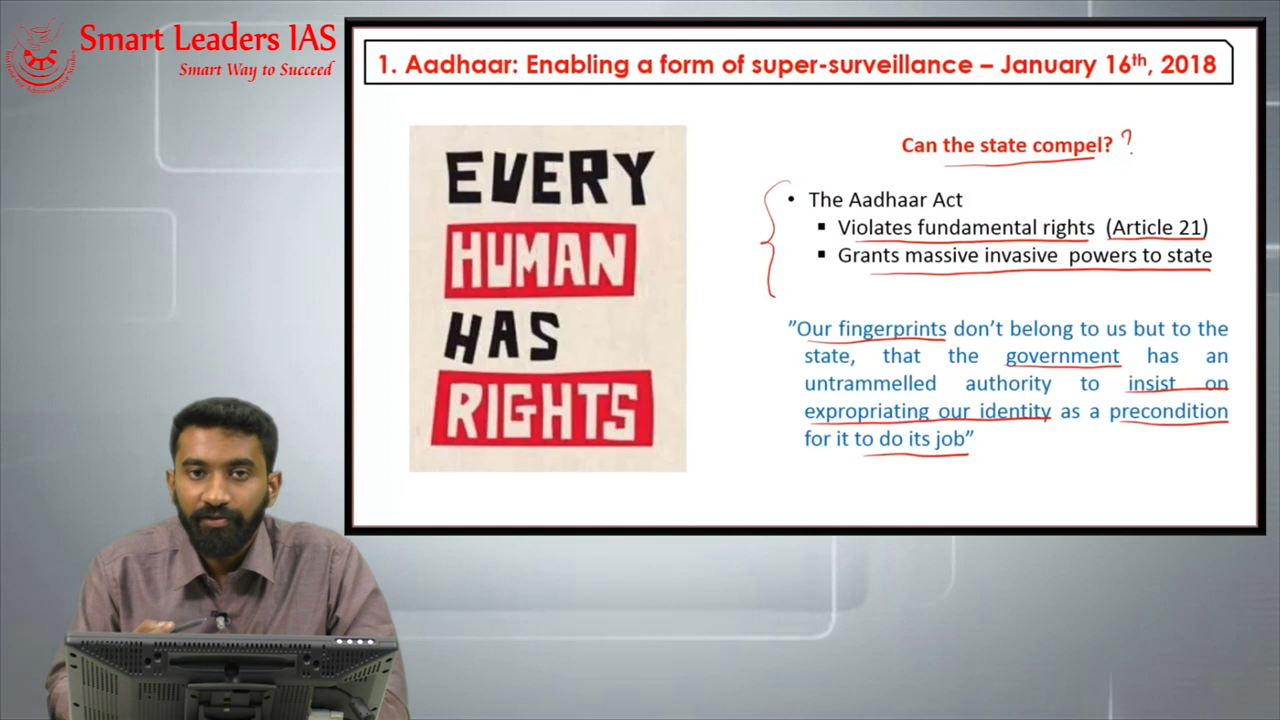 Smart Leaders IAS
Smart Way to Succeed
1. Aadhaar: Enabling a form of super-surveillance – January 16th, 2018
EVERY
HUMAN
HAS
RIGHTS
Can the state compel? ?
• The Aadhaar Act
▪ Violates fundamental rights (Article 21)
▪ Grants massive invasive powers to state
”Our fingerprints don’t belong to us but to the
state, that the government has an
untrammelled authority to insist on
expropriating our identity as a precondition
for it to do its job”